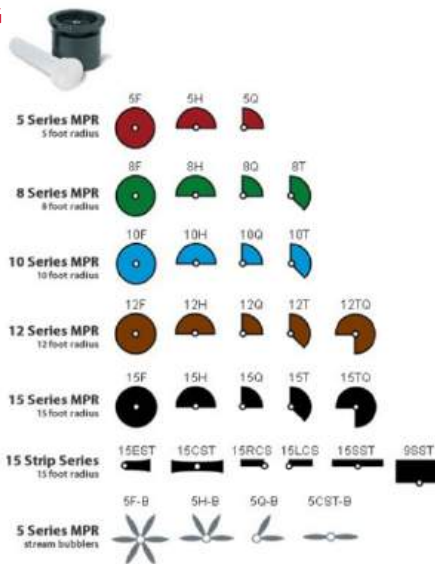 5F 5H 5Q
5 Series MPR
5 foot radius
8F 8H 8Q 8T
8 Series MPR
8 foot radius
10F 10H 10Q 10T
10 Series MPR
10 foot radius
12F 12H 12Q 12T 12TQ
12 Series MPR
12 foot radius
15F 15H 15Q 15T 15TQ
15 Series MPR
15 foot radius
15EST 15CST 15RCS 15LCS 15SST 9SST
15 Strip Series
15 foot radius
5F-B 5H-B 5Q-B 5CST-B
5 Series MPR
stream bubblers